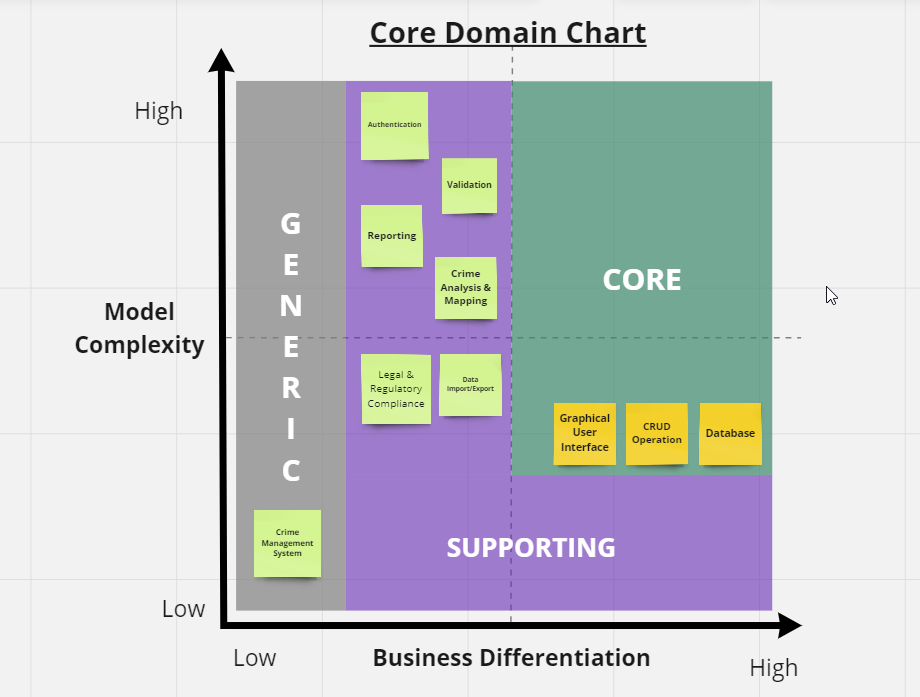 Core Domain Chart
High
Authentication
Validation
G
E
N
E
R
I
C
Reporting
Crime
Analysis &
Mapping
CORE
Model
Complexity
Legal &
Regulatory
Compliance
Data
Import/Export
Graphical
User
Interface
CRUD
Operation
Database
Crime
Management
System
SUPPORTING
Low
Low
Business Differentiation
High